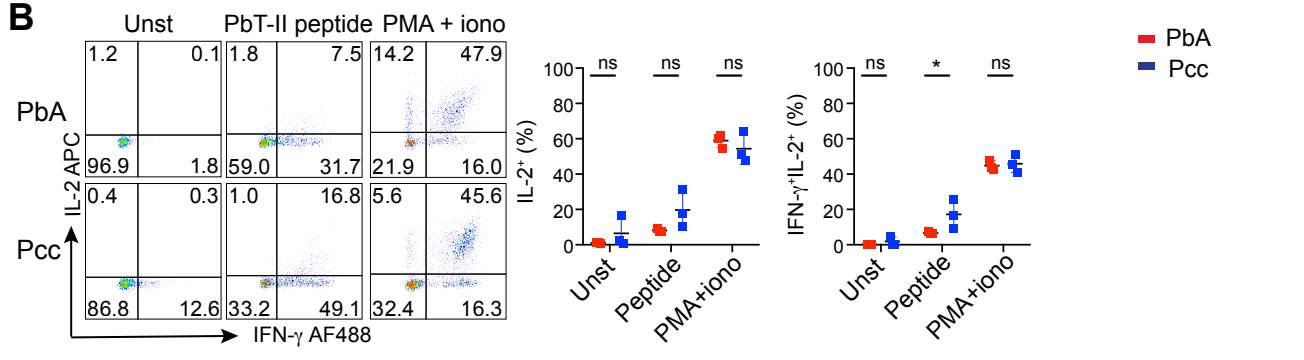 B
Unst PbT-II peptide PMA + iono
PbA
1.2 0.1 1.8 7.5 14.2 47.9
96.9 1.8 59.0 31.7 21.9 16.0
Pcc
0.4 0.3 1.0 16.8 5.6 45.6
86.8 12.6 33.2 49.1 32.4 16.3
IL-2 APC
IFN-γ AF488
IL-2⁺ (%)
100
80
60
40
20
0
ns ns ns
Unst Peptide PMA+iono
IFN-γ⁺IL-2⁺ (%)
100
80
60
40
20
0
ns * ns
Unst Peptide PMA+iono
PbA
Pcc